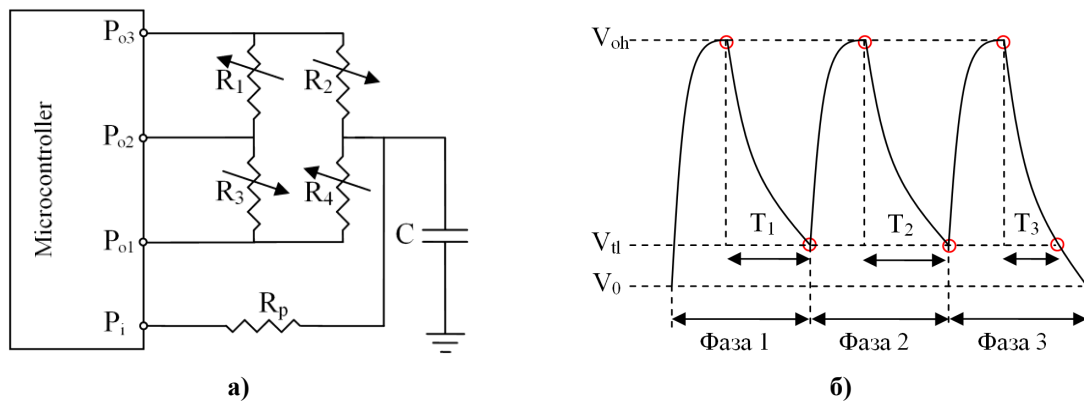 Microcontroller
Po3
Po2
Po1
Pi
R1
R2
R3
R4
Rp
C
а)
Voh
Vtl
V0
T1
T2
T3
Фаза 1
Фаза 2
Фаза 3
б)